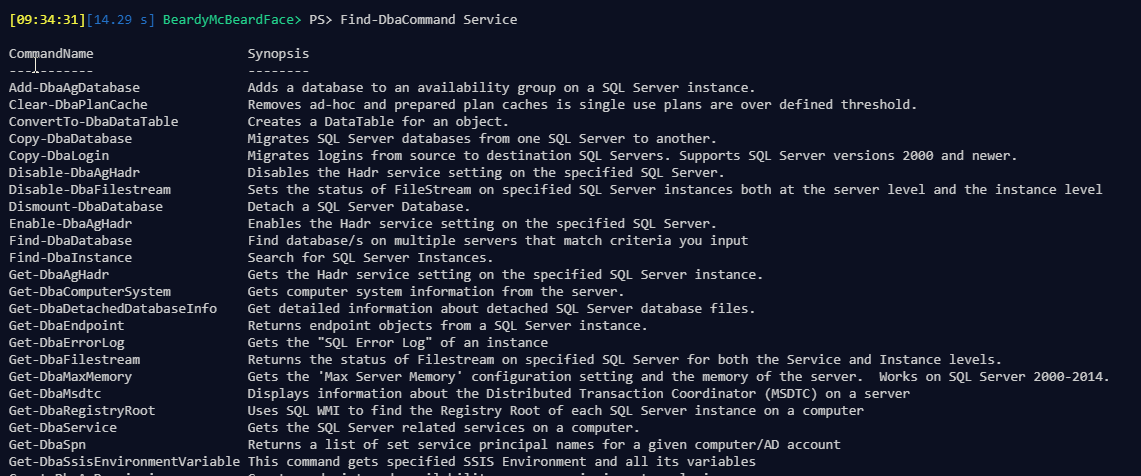 [09:34:31][14.29 s] BeardyMcBeardFace> PS> Find-DbaCommand Service
CommandName Synopsis
----------- --------
Add-DbaAgDatabase Adds a database to an availability group on a SQL Server instance.
Clear-DbaPlanCache Removes ad-hoc and prepared plan caches is single use plans are over defined threshold.
ConvertTo-DbaDataTable Creates a DataTable for an object.
Copy-DbaDatabase Migrates SQL Server databases from one SQL Server to another.
Copy-DbaLogin Migrates logins from source to destination SQL Servers. Supports SQL Server versions 2000 and newer.
Disable-DbaAgHadr Disables the Hadr service setting on the specified SQL Server.
Disable-DbaFilestream Sets the status of FileStream on specified SQL Server instances both at the server level and the instance level
Dismount-DbaDatabase Detach a SQL Server Database.
Enable-DbaAgHadr Enables the Hadr service setting on the specified SQL Server.
Find-DbaDatabase Find database/s on multiple servers that match criteria you input
Find-DbaInstance Search for SQL Server Instances.
Get-DbaAgHadr Gets the Hadr service setting on the specified SQL Server instance.
Get-DbaComputerSystem Gets computer system information from the server.
Get-DbaDetachedDatabaseInfo Get detailed information about detached SQL Server database files.
Get-DbaEndpoint Returns endpoint objects from a SQL Server instance.
Get-DbaErrorLog Gets the "SQL Error Log" of an instance
Get-DbaFilestream Returns the status of Filestream on specified SQL Server for both the Service and Instance levels.
Get-DbaMaxMemory Gets the 'Max Server Memory' configuration setting and the memory of the server.  Works on SQL Server 2000-2014.
Get-DbaMsdtc Displays information about the Distributed Transaction Coordinator (MSDTC) on a server
Get-DbaRegistryRoot Uses SQL WMI to find the Registry Root of each SQL Server instance on a computer
Get-DbaService Gets the SQL Server related services on a computer.
Get-DbaSpn Returns a list of set service principal names for a given computer/AD account
Get-DbaSsisEnvironmentVariable This command gets specified SSIS Environment and all its variables